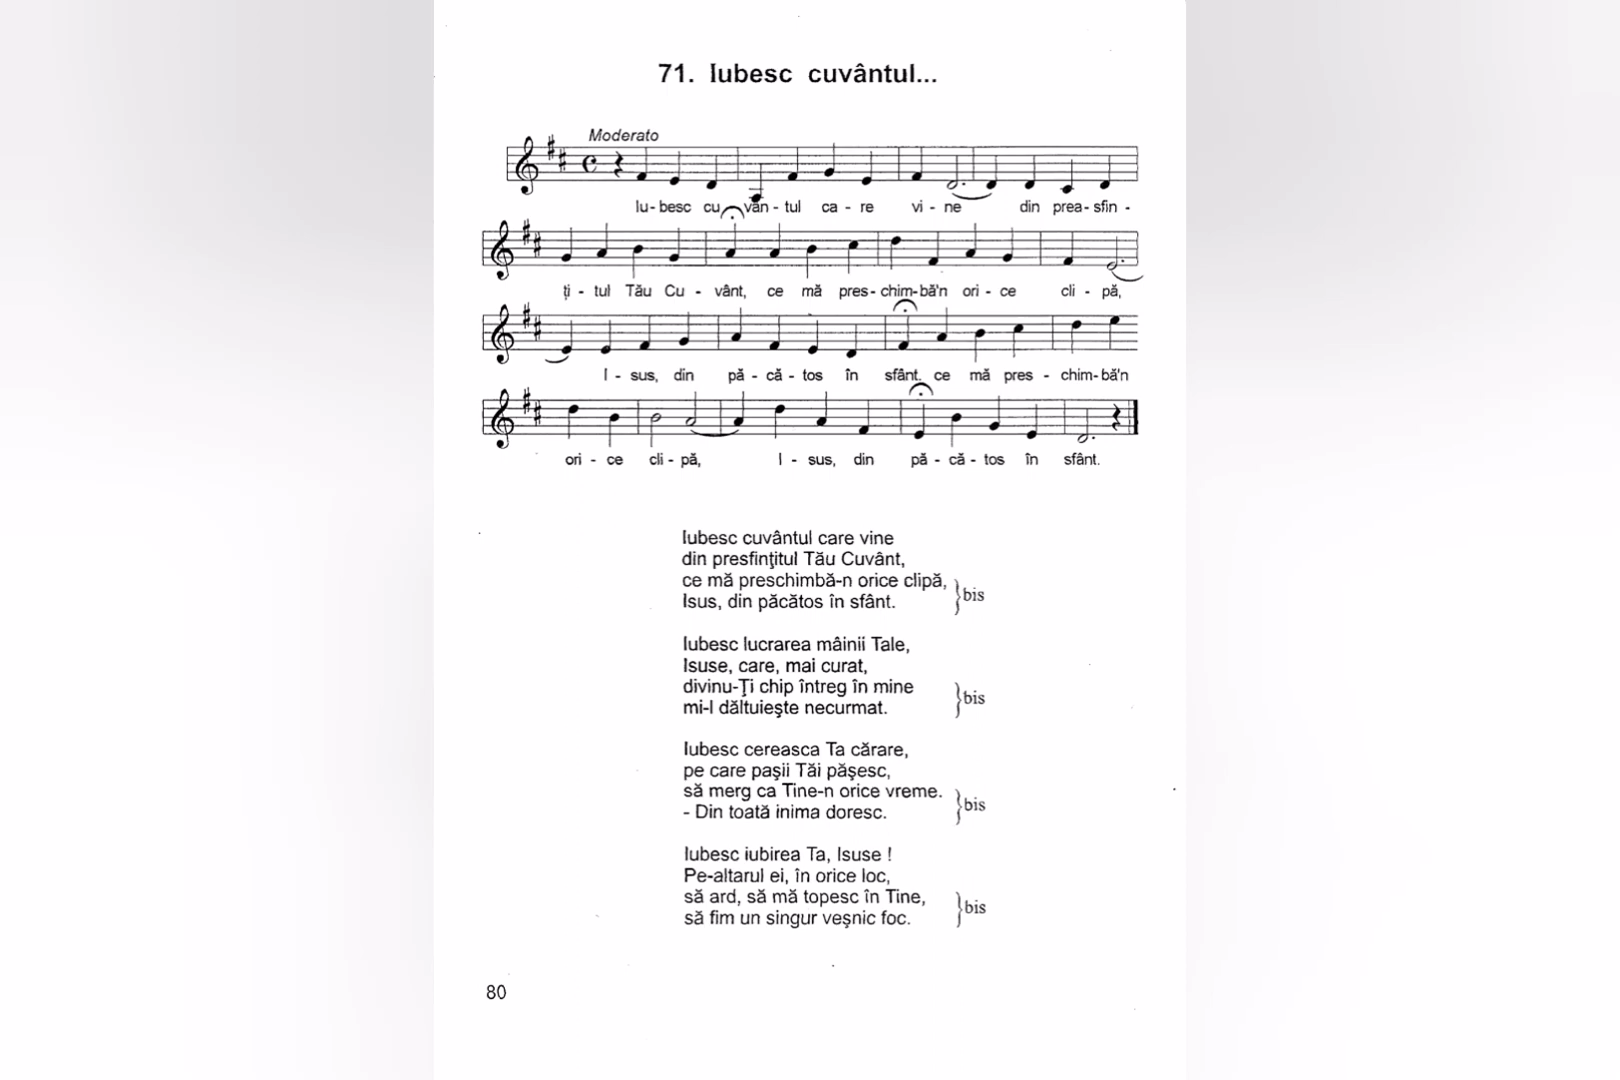 71. Iubesc cuvântul...
Moderato
Iu-besc cu-vân-tul ca-re vi-ne din prea-sfin-
ţi-tul Tău Cu-vânt, ce mă pres-chim-bă'n ori-ce cli-pă,
I-sus, din pă-că-tos în sfânt. ce mă pres-chim-bă'n
ori-ce cli-pă, I-sus, din pă-că-tos în sfânt.
Iubesc cuvântul care vine
din presfinţitul Tău Cuvânt,
ce mă preschimbă-n orice clipă,
Isus, din păcătos în sfânt. }bis
Iubesc lucrarea mâinii Tale,
Isuse, care, mai curat,
divinu-Ţi chip întreg în mine
mi-l dăltuieşte necurmat. }bis
Iubesc cereasca Ta cărare,
pe care paşii Tăi păşesc,
să merg ca Tine-n orice vreme.
- Din toată inima doresc. }bis
Iubesc iubirea Ta, Isuse !
Pe-altarul ei, în orice loc,
să ard, să mă topesc în Tine,
să fim un singur veşnic foc. }bis
80